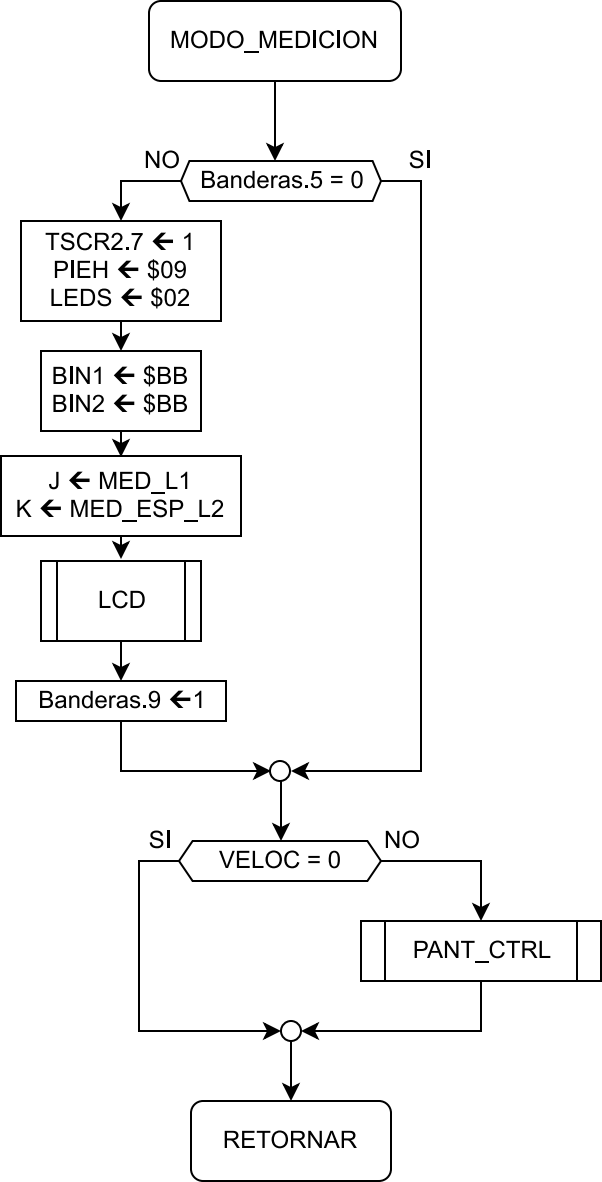 MODO_MEDICION
NO
SI
Banderas.5 = 0
TSCR2.7 🡰 1
PIEH 🡰 $09
LEDS 🡰 $02
BIN1 🡰 $BB
BIN2 🡰 $BB
J 🡰 MED_L1
K 🡰 MED_ESP_L2
LCD
Banderas.9 🡰1
SI
NO
VELOC = 0
PANT_CTRL
RETORNAR